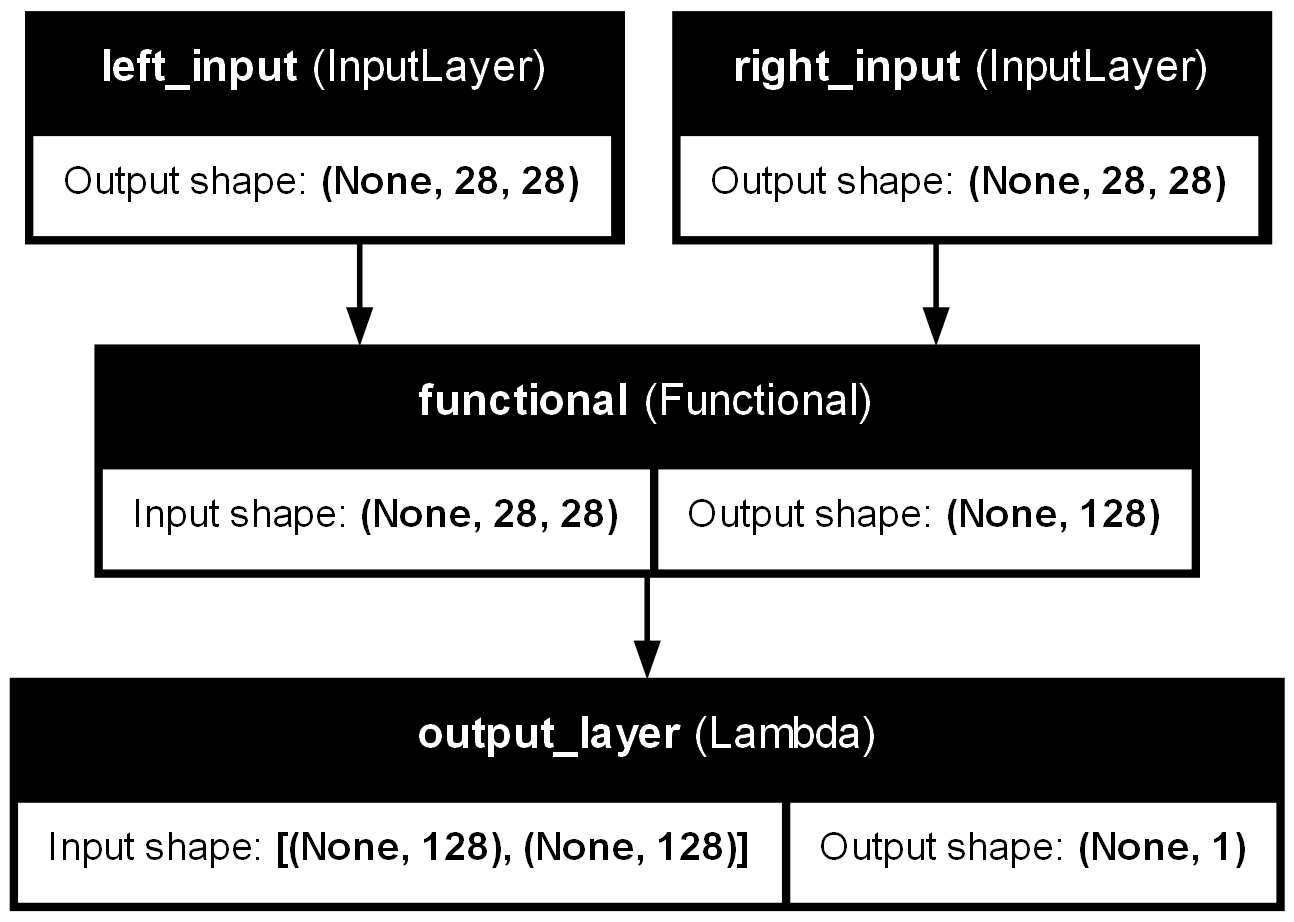 left_input (InputLayer)
right_input (InputLayer)
Output shape: (None, 28, 28)
Output shape: (None, 28, 28)
functional (Functional)
Input shape: (None, 28, 28)
Output shape: (None, 128)
output_layer (Lambda)
Input shape: [(None, 128), (None, 128)]
Output shape: (None, 1)